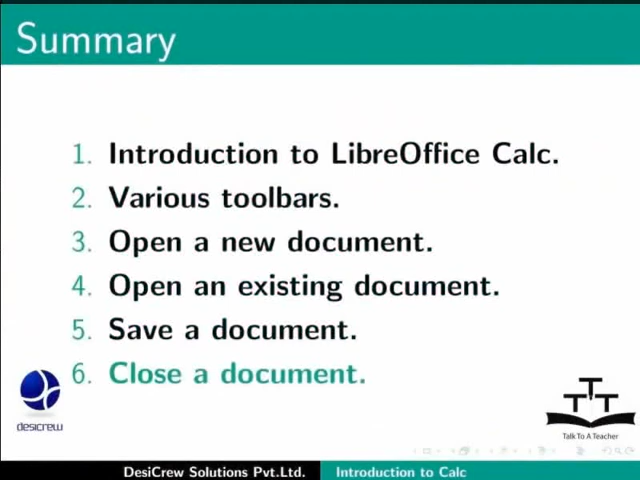 Summary
1. Introduction to LibreOffice Calc.
2. Various toolbars.
3. Open a new document.
4. Open an existing document.
5. Save a document.
6. Close a document.
desicrew
TTT
Talk To A Teacher
DesiCrew Solutions Pvt.Ltd. Introduction to Calc